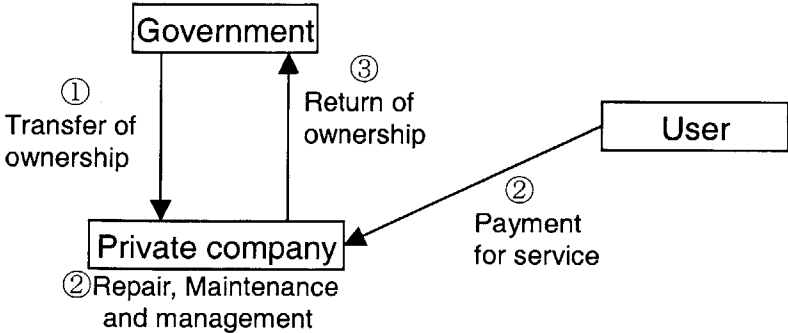 Government
①
Transfer of
ownership
③
Return of
ownership
User
②
Payment
for service
Private company
②Repair, Maintenance
and management